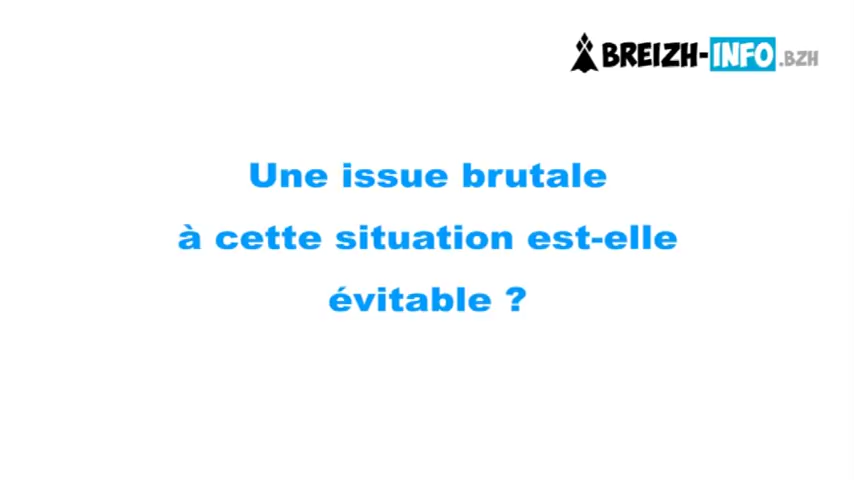 BREIZH-INFO.BZH
Une issue brutale
à cette situation est-elle
évitable ?